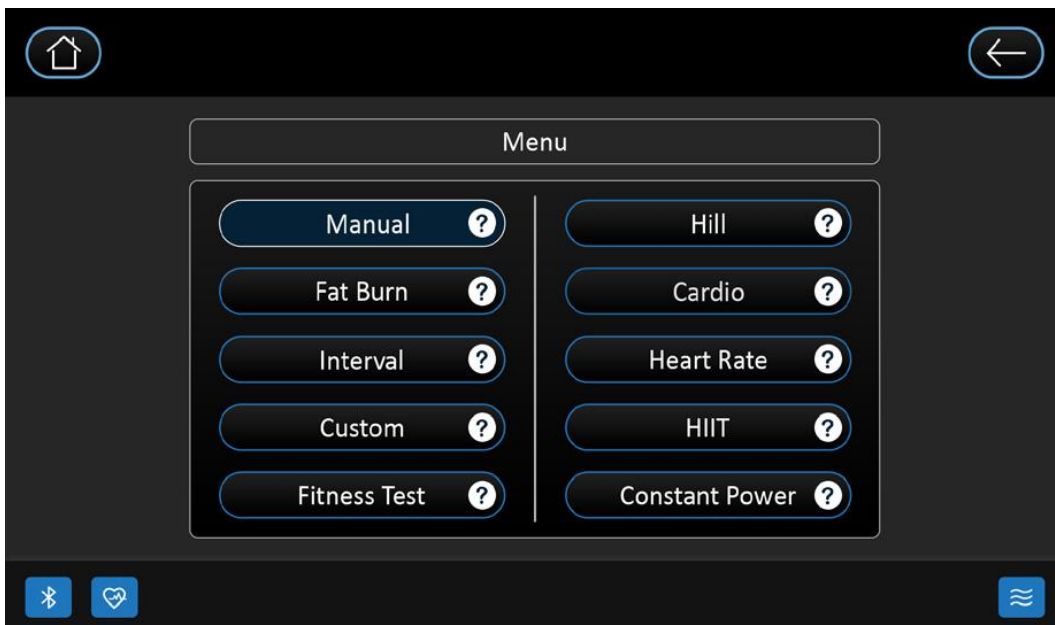 Menu
Manual ?
Fat Burn ?
Interval ?
Custom ?
Fitness Test ?
Hill ?
Cardio ?
Heart Rate ?
HIIT ?
Constant Power ?